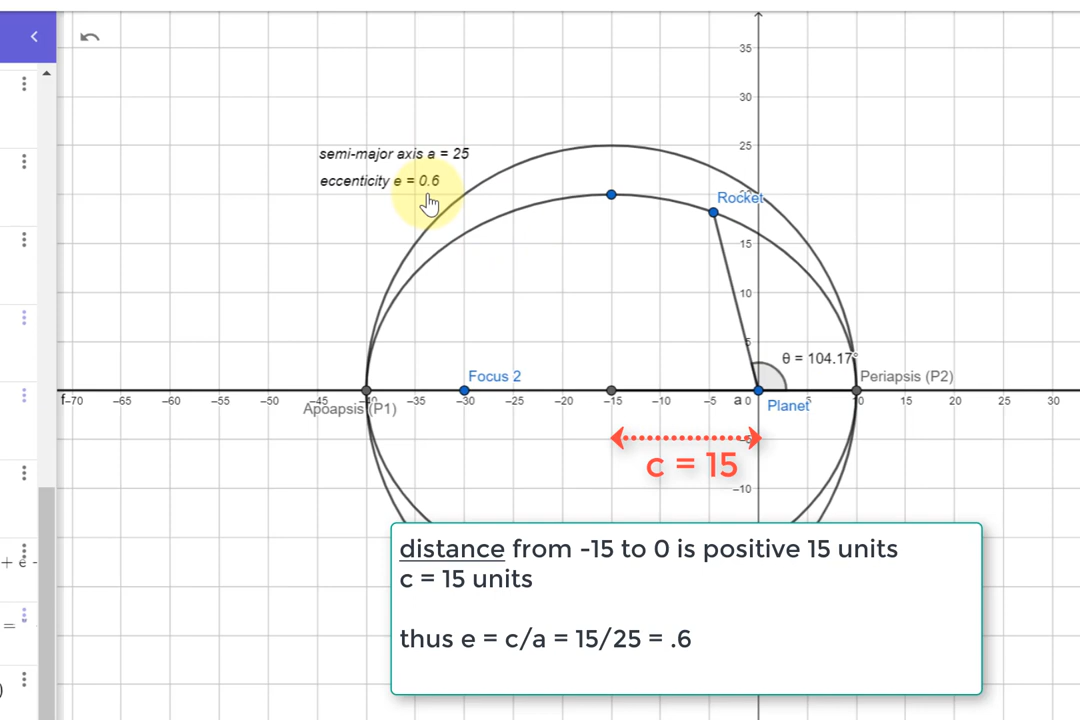 35
30
semi-major axis a = 25
25
eccentricity e = 0.6
20
Rocket
15
10
5
θ = 104.17°
Focus 2
Periapsis (P2)
f -70 -65 -60 -55 -50 -45 -40 -35 -30 -25 -20 -15 -10 -5 a 0 10 15 20 25 30
Apoapsis (P1)
Planet
-5
c = 15
-10
distance from -15 to 0 is positive 15 units
c = 15 units
+ e -
=
thus e = c/a = 15/25 = .6
)